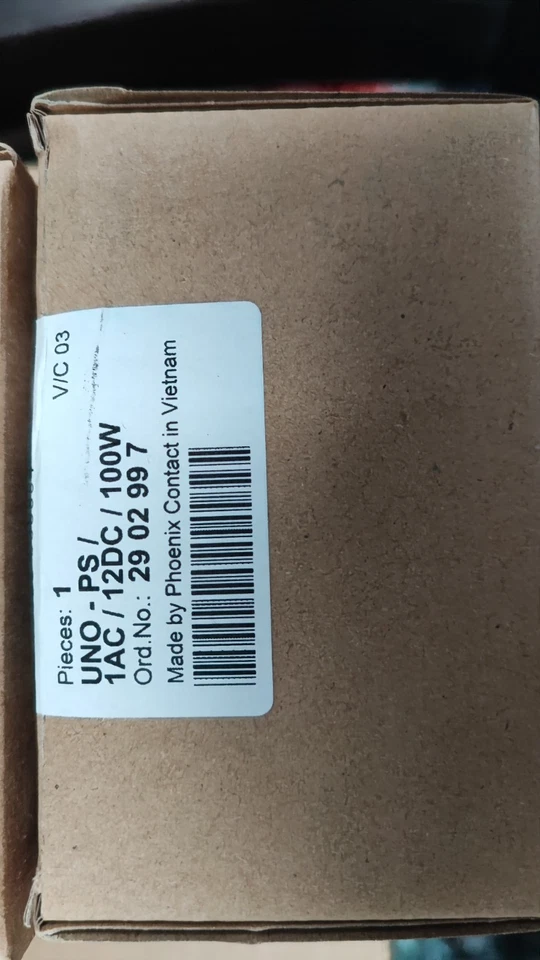 Pieces: 1
V/C 03
UNO - PS /
1AC / 12DC / 100W
Ord.No.: 29 02 99 7
Made by Phoenix Contact in Vietnam